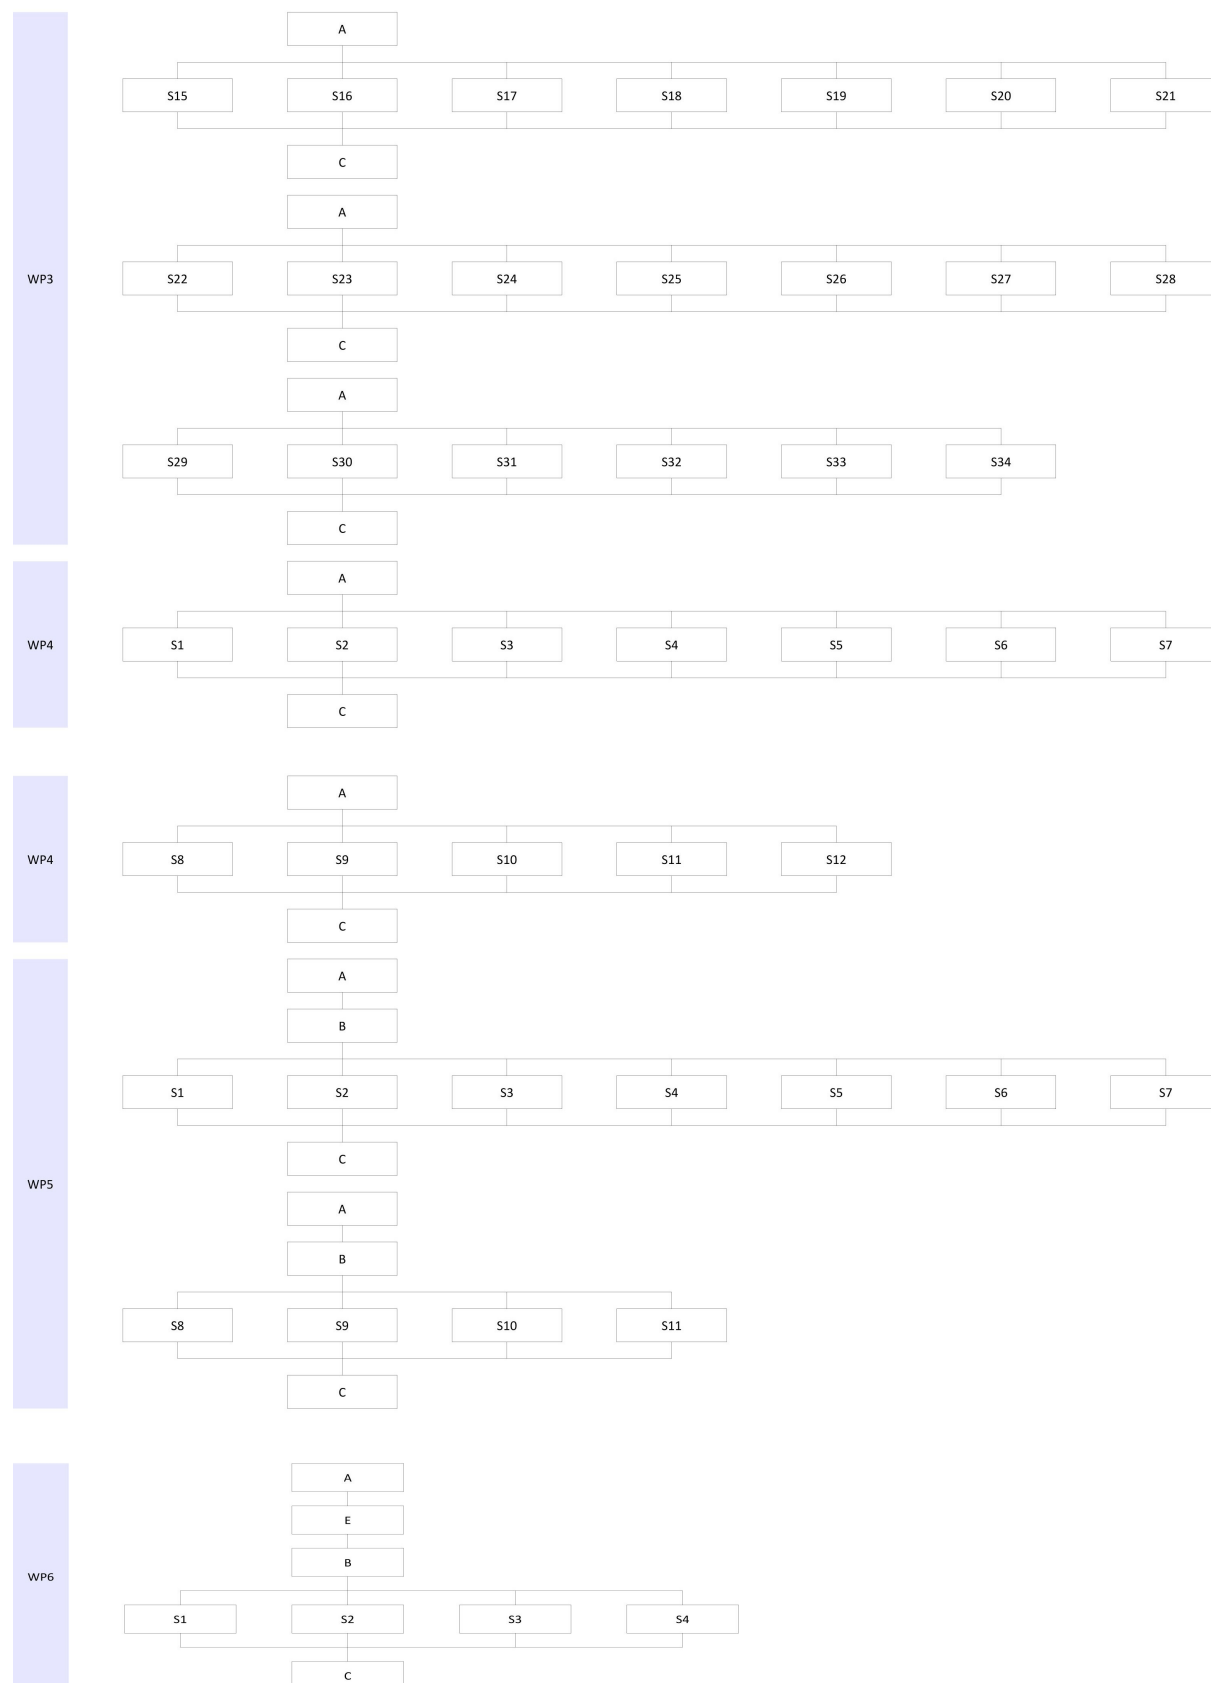 A
S15 S16 S17 S18 S19 S20 S21
C
A
WP3 S22 S23 S24 S25 S26 S27 S28
C
A
S29 S30 S31 S32 S33 S34
C
A
WP4 S1 S2 S3 S4 S5 S6 S7
C
A
WP4 S8 S9 S10 S11 S12
C
A
B
S1 S2 S3 S4 S5 S6 S7
C
WP5
A
B
S8 S9 S10 S11
C
A
E
B
WP6
S1 S2 S3 S4
C